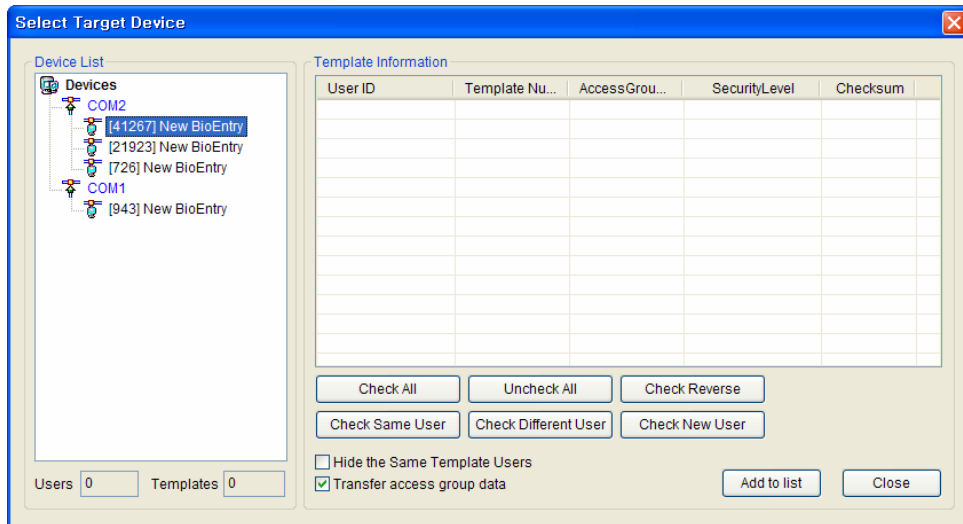 Select Target Device
Device List
Devices
COM2
[41267] New BioEntry
[21923] New BioEntry
[726] New BioEntry
COM1
[943] New BioEntry
Users 0 Templates 0
Template Information
User ID Template Nu... AccessGrou... SecurityLevel Checksum
Check All Uncheck All Check Reverse
Check Same User Check Different User Check New User
Hide the Same Template Users
Transfer access group data
Add to list Close